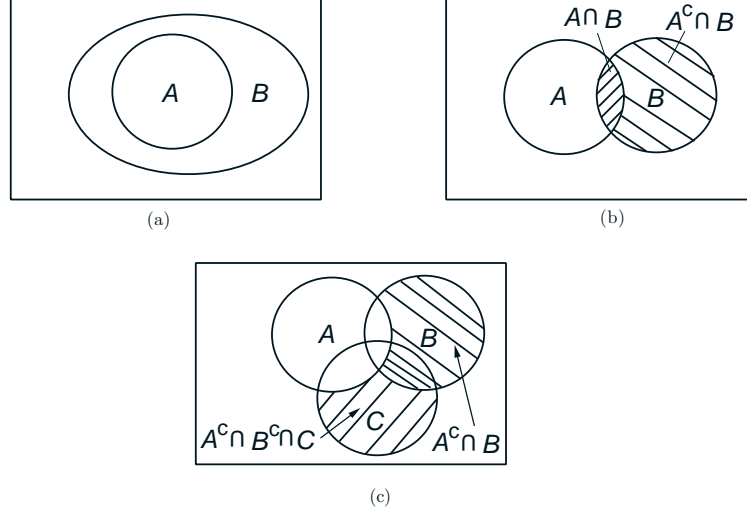 A B
(a)
A∩ B Aᶜ∩ B
A B
(b)
A B
C
Aᶜ∩ Bᶜ∩ C Aᶜ∩ B
(c)